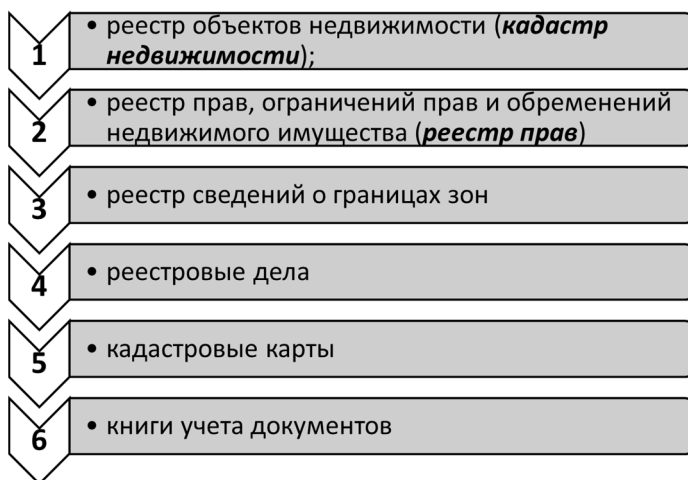 1
• реестр объектов недвижимости (кадастр
недвижимости);
2
• реестр прав, ограничений прав и обременений
недвижимого имущества (реестр прав)
3
• реестр сведений о границах зон
4
• реестровые дела
5
• кадастровые карты
6
• книги учета документов